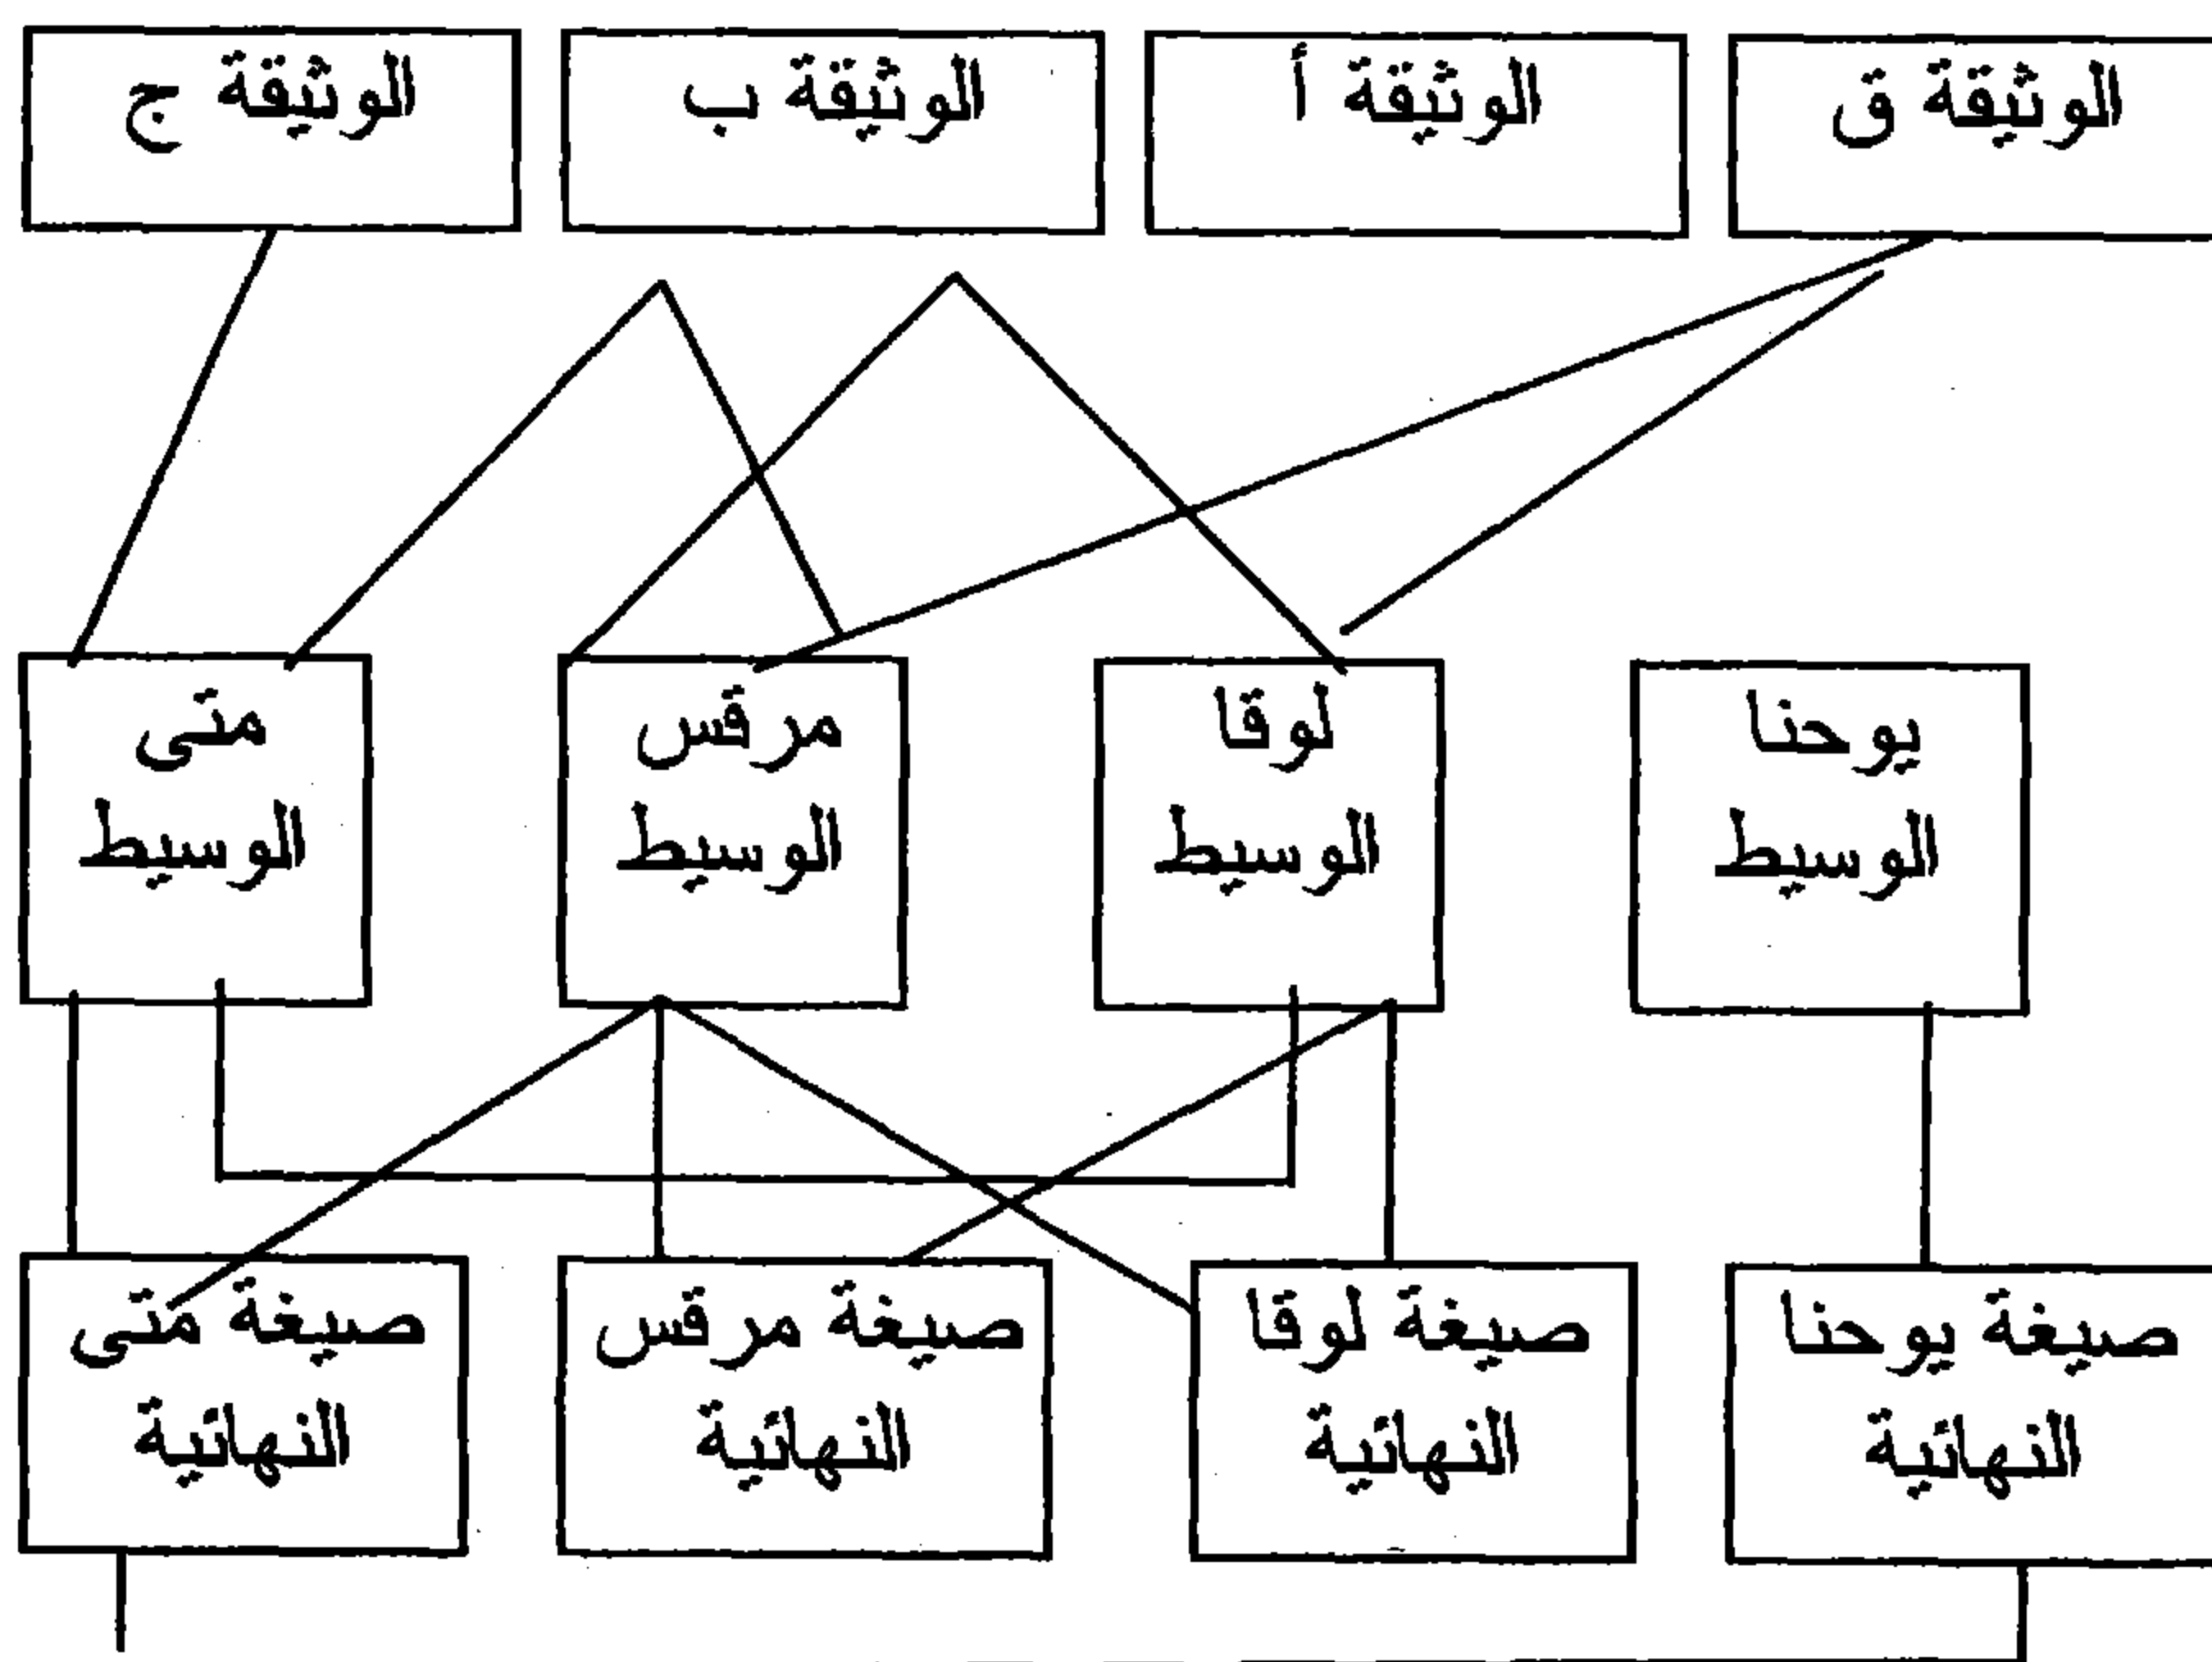 الوثيقة ق
الوثيقة أ
الوثيقة ب
الوثيقة ج
يوحنا
الوسيط
لوقا
الوسيط
مرقس
الوسيط
متى
الوسيط
صيغة يوحنا
النهائية
صيغة لوقا
النهائية
صيغة مرقس
النهائية
صيغة متى
النهائية